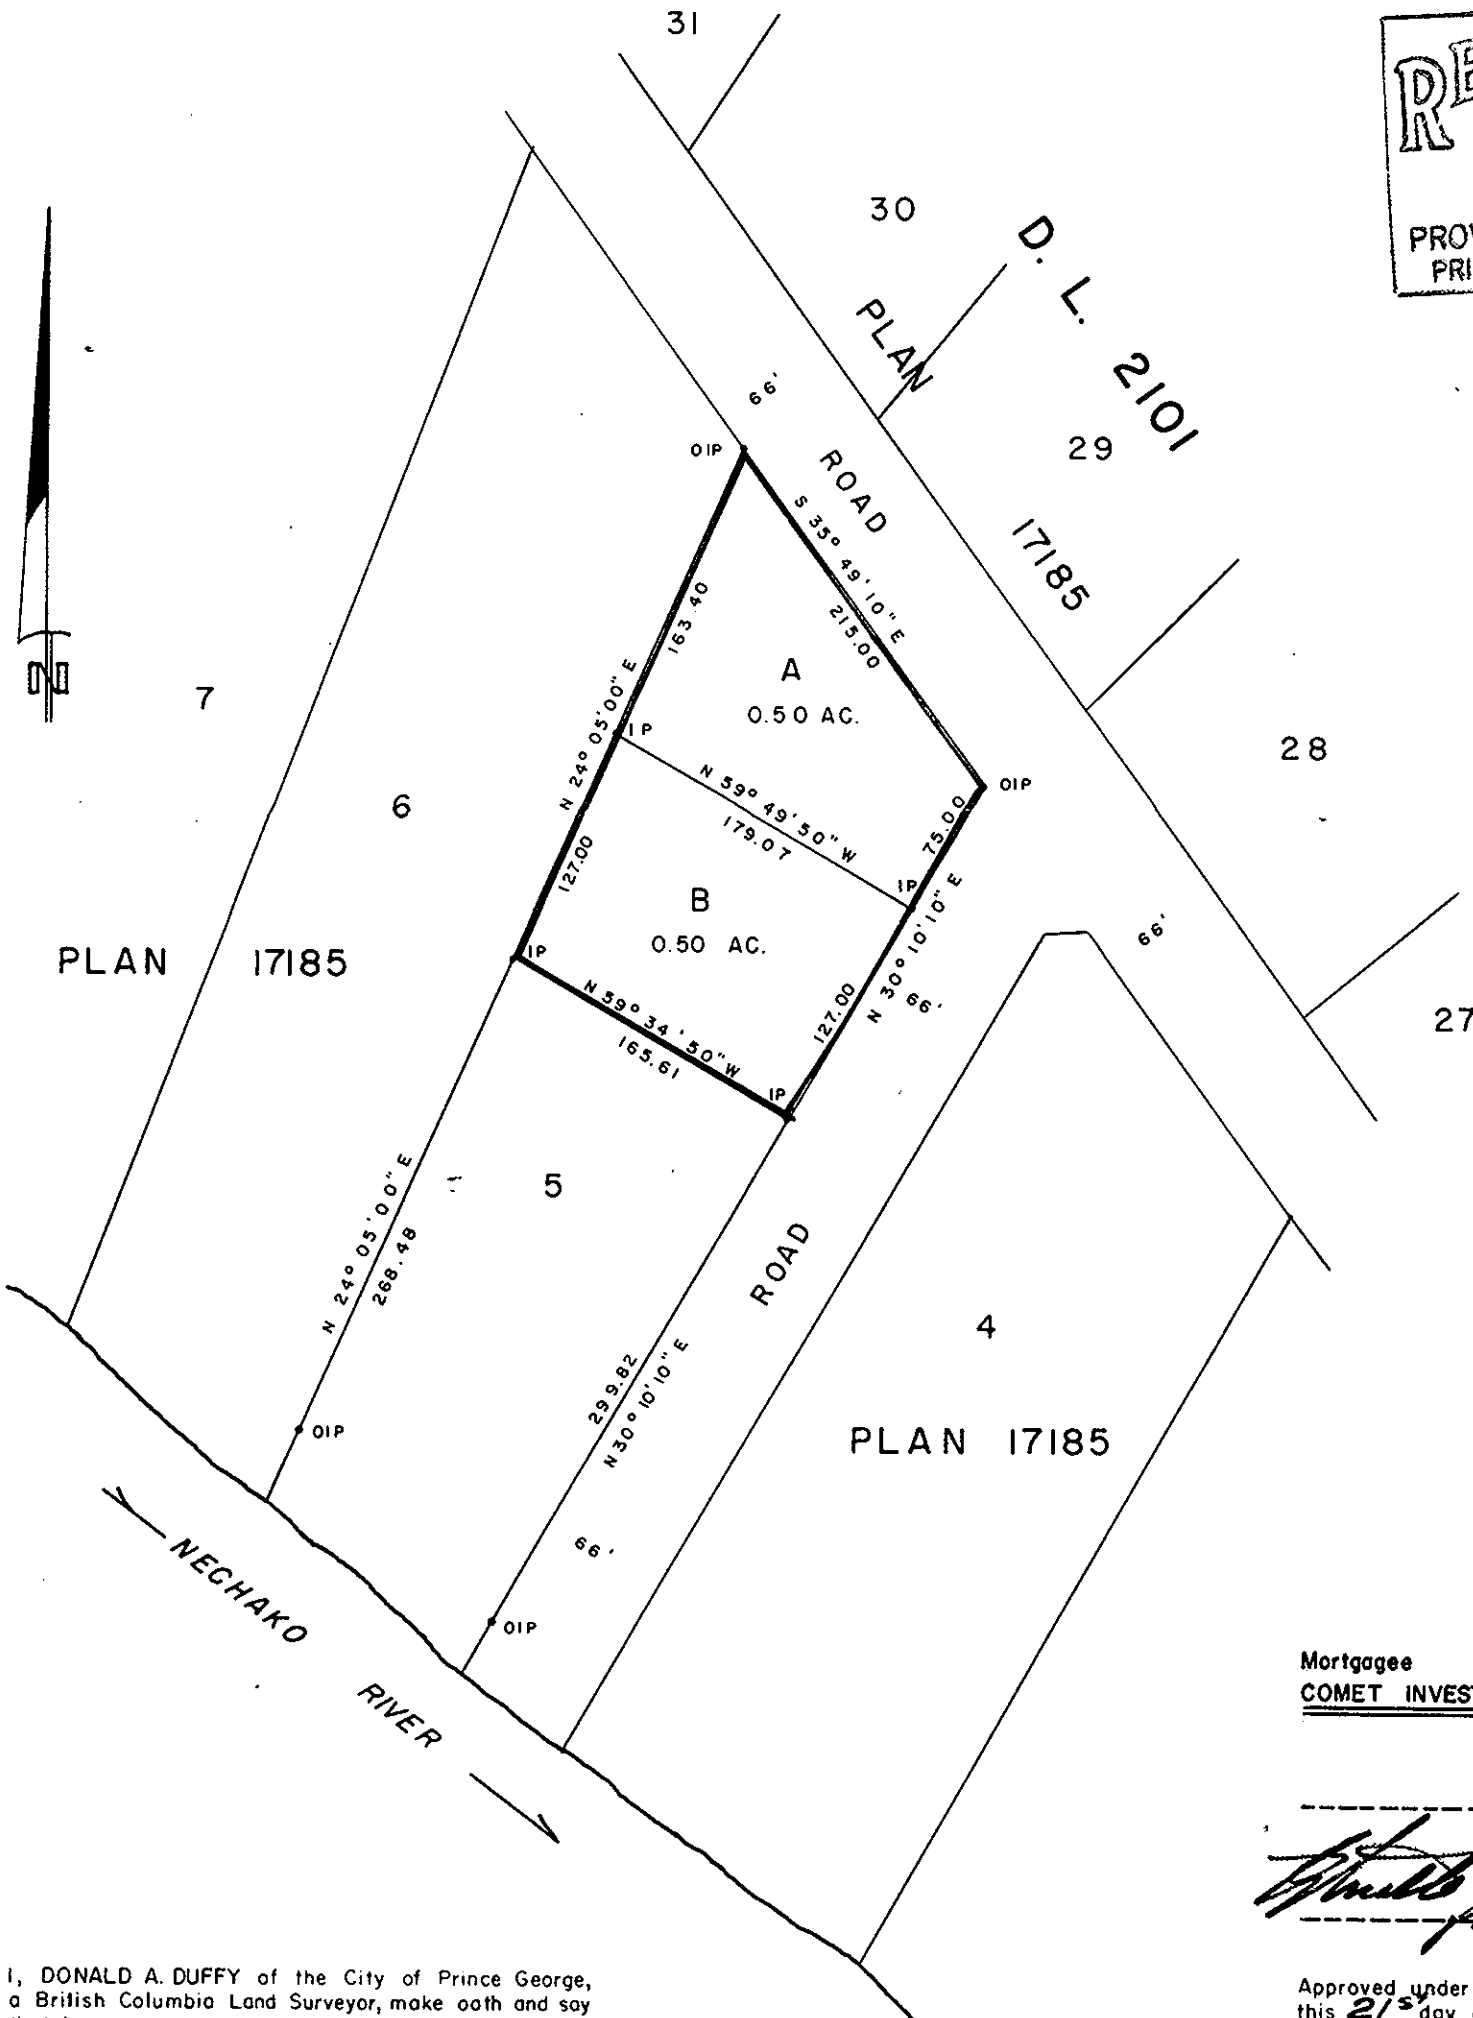 31
30
D. L. 2101
PROV
PRI
PLAN
66'
29
OIP
ROAD
S 35° 49' 10" E
215.00
17185
163.40
A
0.50 AC.
N 24° 05' 00" E
7
IP
28
6
N 59° 49' 50" W
179.07
OIP
75.00
127.00
B
0.50 AC.
IP
N 30° 10' 10" E
66'
66'
PLAN 17185
IP
127.00
27
N 59° 34' 50" W
165.61
IP
5
N 24° 05' 00" E
268.48
ROAD
4
299.82
N 30° 10' 10" E
OIP
PLAN 17185
66'
NECHAKO RIVER
OIP
N
Mortgagee
COMET INVEST
I, DONALD A. DUFFY of the City of Prince George,
a British Columbia Land Surveyor, make oath and say
Approved under
this 21st day